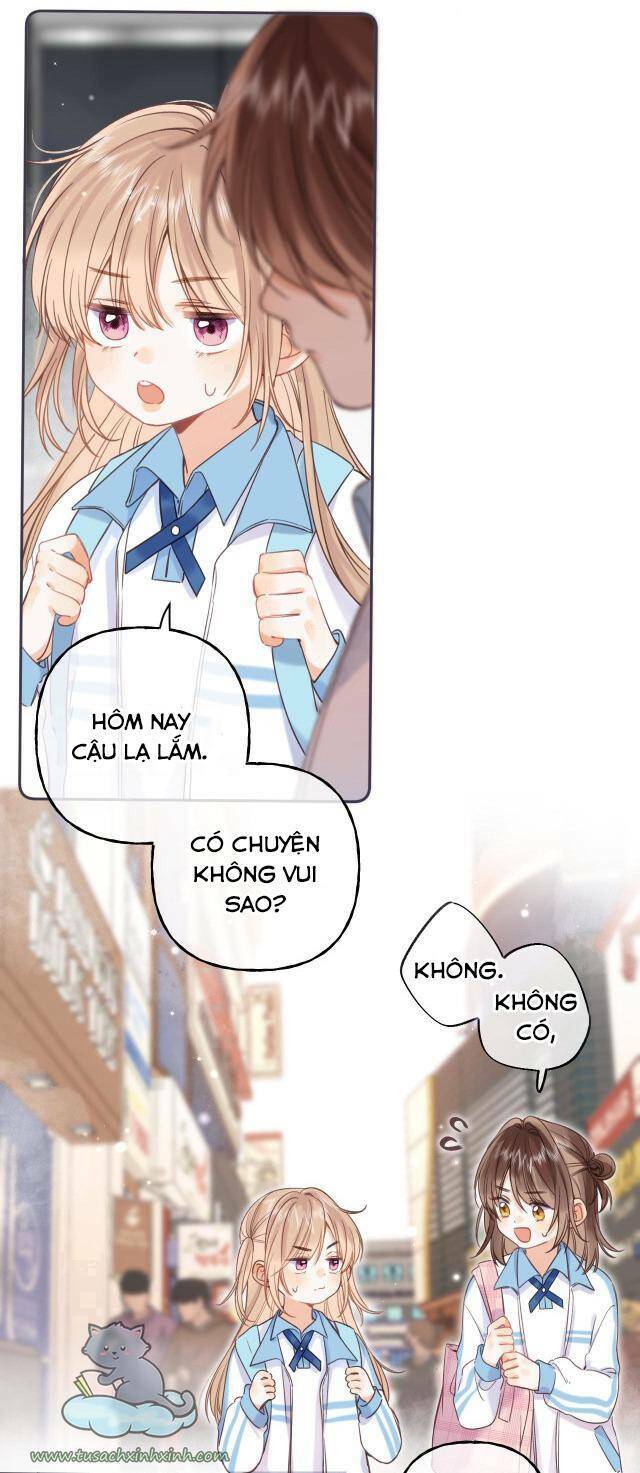 HÔM NAY
CẬU LẠ LẮM.
CÓ CHUYỆN
KHÔNG VUI
SAO?
KHÔNG.
KHÔNG
CÓ,
www.tusachxinhxinh.com